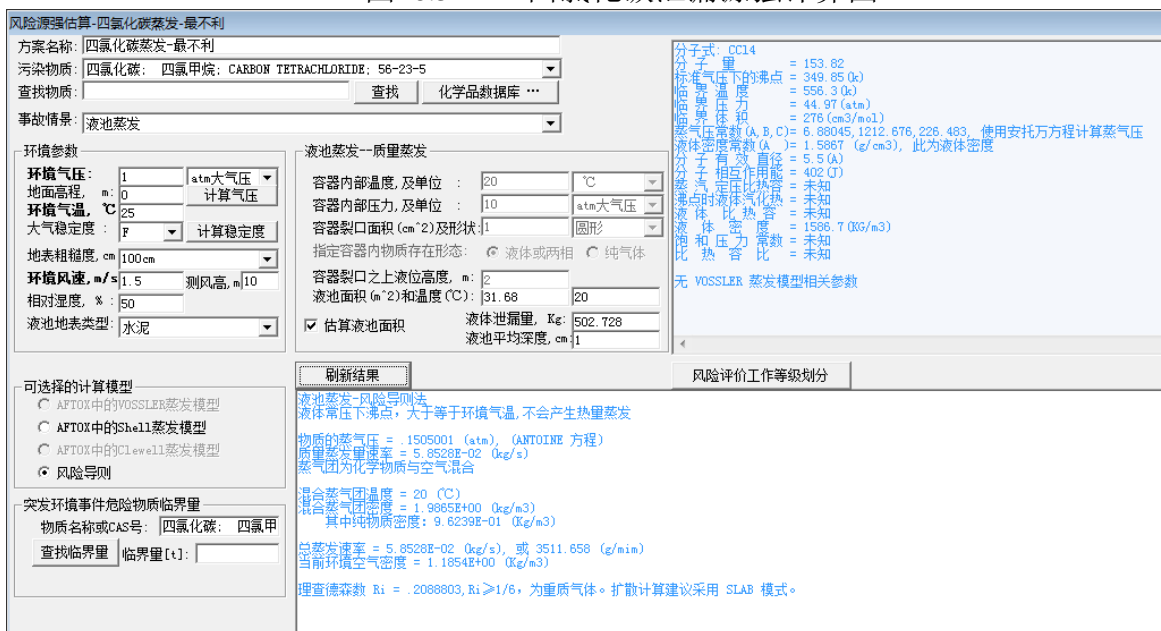 风险源强估算-四氯化碳蒸发-最不利
方案名称: 四氯化碳蒸发-最不利
污染物质: 四氯化碳; 四氯甲烷; CARBON TETRACHLORIDE; 56-23-5
查找物质: 查找 化学品数据库 …
事故情景: 液池蒸发
环境参数
环境气压: 1 atm大气压
地面高程, m: 0 计算气压
环境气温, ℃ 25
大气稳定度 : F 计算稳定度
地表粗糙度, cm 100cm
环境风速, m/s 1.5 测风高, m 10
相对湿度, % : 50
液池地表类型: 水泥
液池蒸发--质量蒸发
容器内部温度, 及单位 : 20 ℃
容器内部压力, 及单位 : 10 atm大气压
容器裂口面积(cm^2)及形状: 1 圆形
指定容器内物质存在形态: 液体或两相 纯气体
容器裂口之上液位高度, m: 2
液池面积(m^2)和温度(℃): 31.68 20
估算液池面积 液体泄漏量, Kg: 502.728
液池平均深度, cm 1
分子式: CCl4
分 子 量 = 153.82
标准气压下的沸点 = 349.85(k)
临 界 温 度 = 556.3(k)
临 界 压 力 = 44.97(atm)
临 界 体 积 = 276(cm3/mol)
蒸气压常数(A,B,C)= 6.88045,1212.676,226.483, 使用安托万方程计算蒸气压
液体密度常数(A )= 1.5867 (g/cm3), 此为液体密度
分 子 有 效 直径 = 5.5(A)
分 子 相互作用能 = 402(J)
蒸 汽 定压比热容 = 未知
沸点时液体汽化热 = 未知
液 体 比 热 容 = 未知
液 体 密 度 = 1586.7(KG/m3)
饱 和 压 力 常数 = 未知
比 热 容 比 = 未知
无 VOSSLER 蒸发模型相关参数
刷新结果 风险评价工作等级划分
可选择的计算模型
AFTOX中的VOSSLER蒸发模型
AFTOX中的Shell蒸发模型
AFTOX中的Clewell蒸发模型
风险导则
突发环境事件危险物质临界量
物质名称或CAS号: 四氯化碳; 四氯甲
查找临界量 临界量[t]:
液池蒸发-风险导则法
液体常压下沸点, 大于等于环境气温, 不会产生热量蒸发
物质的蒸气压 = .1505001 (atm), (ANTOINE 方程)
质量蒸发量速率 = 5.8528E-02 (kg/s)
蒸气团为化学物质与空气混合
混合蒸气团温度 = 20 (℃)
混合蒸气团密度 = 1.9865E+00 (kg/m3)
其中纯物质密度: 9.6239E-01 (Kg/m3)
总蒸发速率 = 5.8528E-02 (kg/s), 或 3511.658 (g/mim)
当前环境空气密度 = 1.1854E+00 (Kg/m3)
理查德森数 Ri = .2088803, Ri≥1/6, 为重质气体。扩散计算建议采用 SLAB 模式。